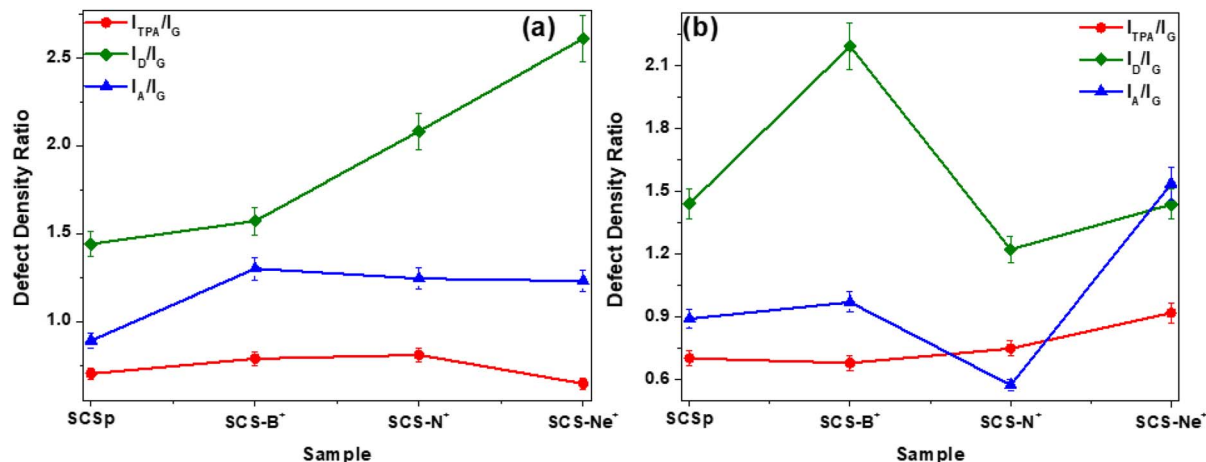 (a)
I_TPA/I_G
I_D/I_G
I_A/I_G
Defect Density Ratio
2.5
2.0
1.5
1.0
SCSp
SCS-B⁺
SCS-N⁺
SCS-Ne⁺
Sample
(b)
I_TPA/I_G
I_D/I_G
I_A/I_G
Defect Density Ratio
2.1
1.8
1.5
1.2
0.9
0.6
SCSp
SCS-B⁺
SCS-N⁺
SCS-Ne⁺
Sample